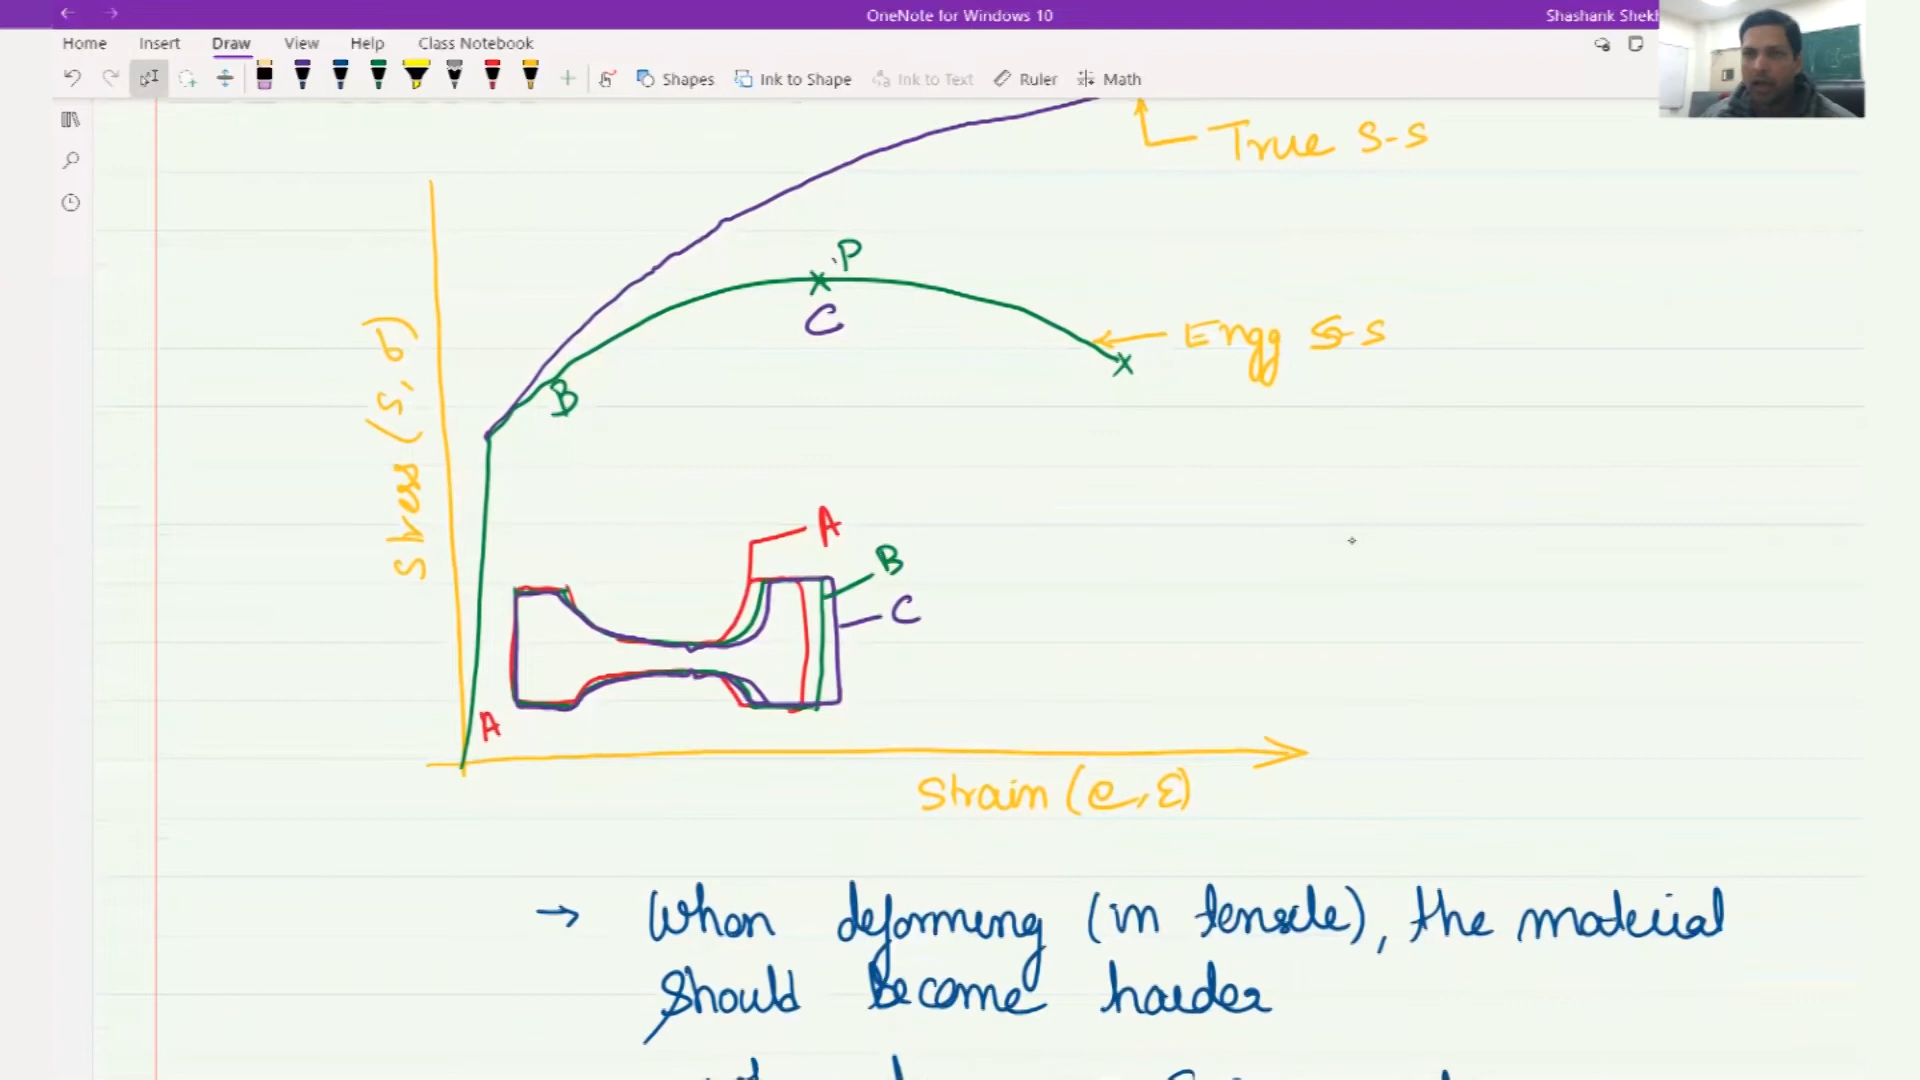 OneNote for Windows 10
Shashank Shekh
Home Insert Draw View Help Class Notebook
Shapes Ink to Shape Ink to Text Ruler Math
True S-S
P
C
Engg S-S
B
Stress (s, σ)
A
B
C
A
Strain (e, ε)
→ When deforming (in tensile), the material
should become harder